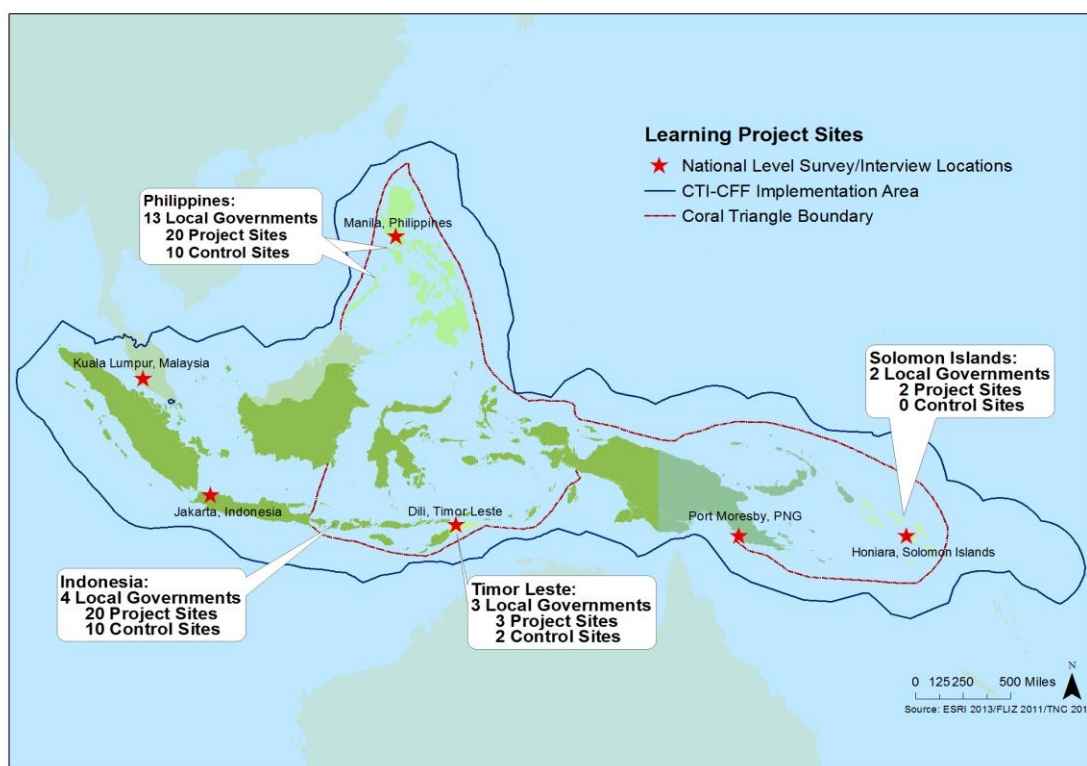 Learning Project Sites
National Level Survey/Interview Locations
CTI-CFF Implementation Area
Coral Triangle Boundary
Philippines:
13 Local Governments
20 Project Sites
10 Control Sites
Manila, Philippines
Kuala Lumpur, Malaysia
Solomon Islands:
2 Local Governments
2 Project Sites
0 Control Sites
Jakarta, Indonesia
Dili, Timor Leste
Port Moresby, PNG
Honiara, Solomon Islands
Indonesia:
4 Local Governments
20 Project Sites
10 Control Sites
Timor Leste:
3 Local Governments
3 Project Sites
2 Control Sites
N
0 125250 500 Miles
Source: ESRI 2013/FLIZ 2011/TNC 201